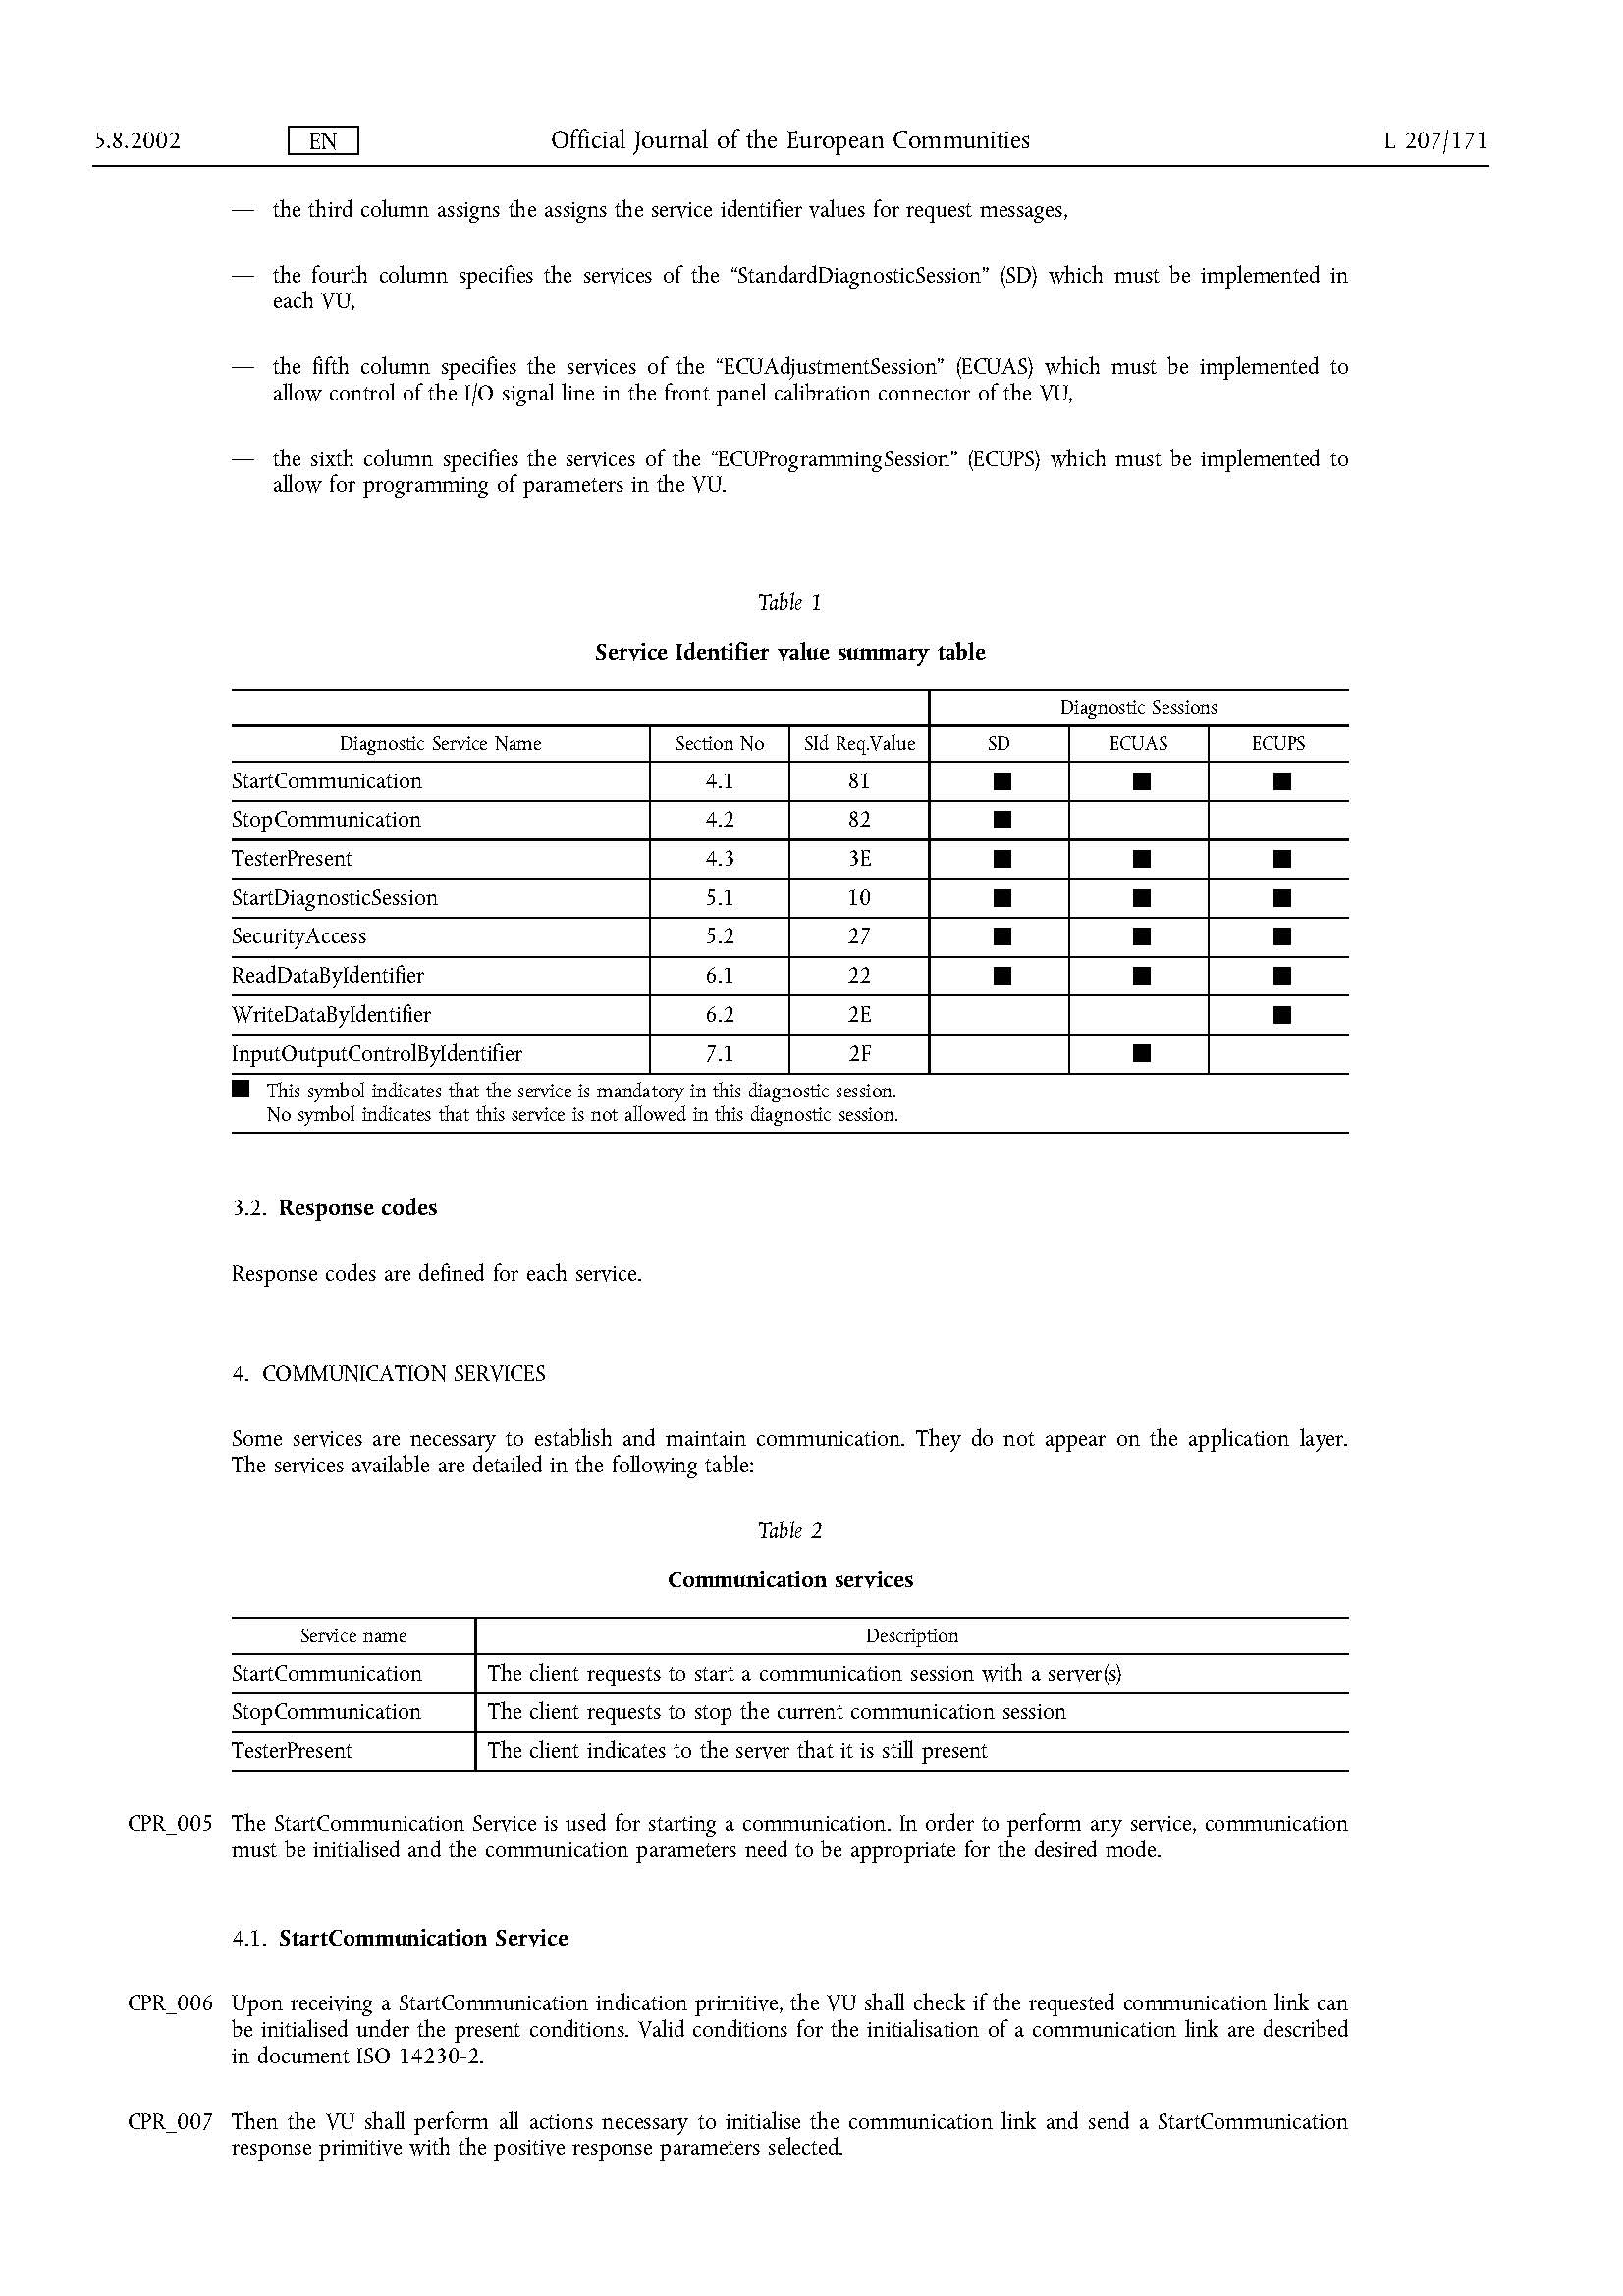 5.8.2002 EN Official Journal of the European Communities L 207/171
— the third column assigns the assigns the service identifier values for request messages,
— the fourth column specifies the services of the “StandardDiagnosticSession” (SD) which must be implemented in
each VU,
— the fifth column specifies the services of the “ECUAdjustmentSession” (ECUAS) which must be implemented to
allow control of the I/O signal line in the front panel calibration connector of the VU,
— the sixth column specifies the services of the “ECUProgrammingSession” (ECUPS) which must be implemented to
allow for programming of parameters in the VU.
Table 1
Service Identifier value summary table
Diagnostic Sessions
Diagnostic Service Name Section No SId Req.Value SD ECUAS ECUPS
StartCommunication 4.1 81 ■ ■ ■
StopCommunication 4.2 82 ■
TesterPresent 4.3 3E ■ ■ ■
StartDiagnosticSession 5.1 10 ■ ■ ■
SecurityAccess 5.2 27 ■ ■ ■
ReadDataByIdentifier 6.1 22 ■ ■ ■
WriteDataByIdentifier 6.2 2E ■
InputOutputControlByIdentifier 7.1 2F ■
■ This symbol indicates that the service is mandatory in this diagnostic session.
No symbol indicates that this service is not allowed in this diagnostic session.
3.2. Response codes
Response codes are defined for each service.
4. COMMUNICATION SERVICES
Some services are necessary to establish and maintain communication. They do not appear on the application layer.
The services available are detailed in the following table:
Table 2
Communication services
Service name Description
StartCommunication The client requests to start a communication session with a server(s)
StopCommunication The client requests to stop the current communication session
TesterPresent The client indicates to the server that it is still present
CPR_005 The StartCommunication Service is used for starting a communication. In order to perform any service, communication
must be initialised and the communication parameters need to be appropriate for the desired mode.
4.1. StartCommunication Service
CPR_006 Upon receiving a StartCommunication indication primitive, the VU shall check if the requested communication link can
be initialised under the present conditions. Valid conditions for the initialisation of a communication link are described
in document ISO 14230-2.
CPR_007 Then the VU shall perform all actions necessary to initialise the communication link and send a StartCommunication
response primitive with the positive response parameters selected.